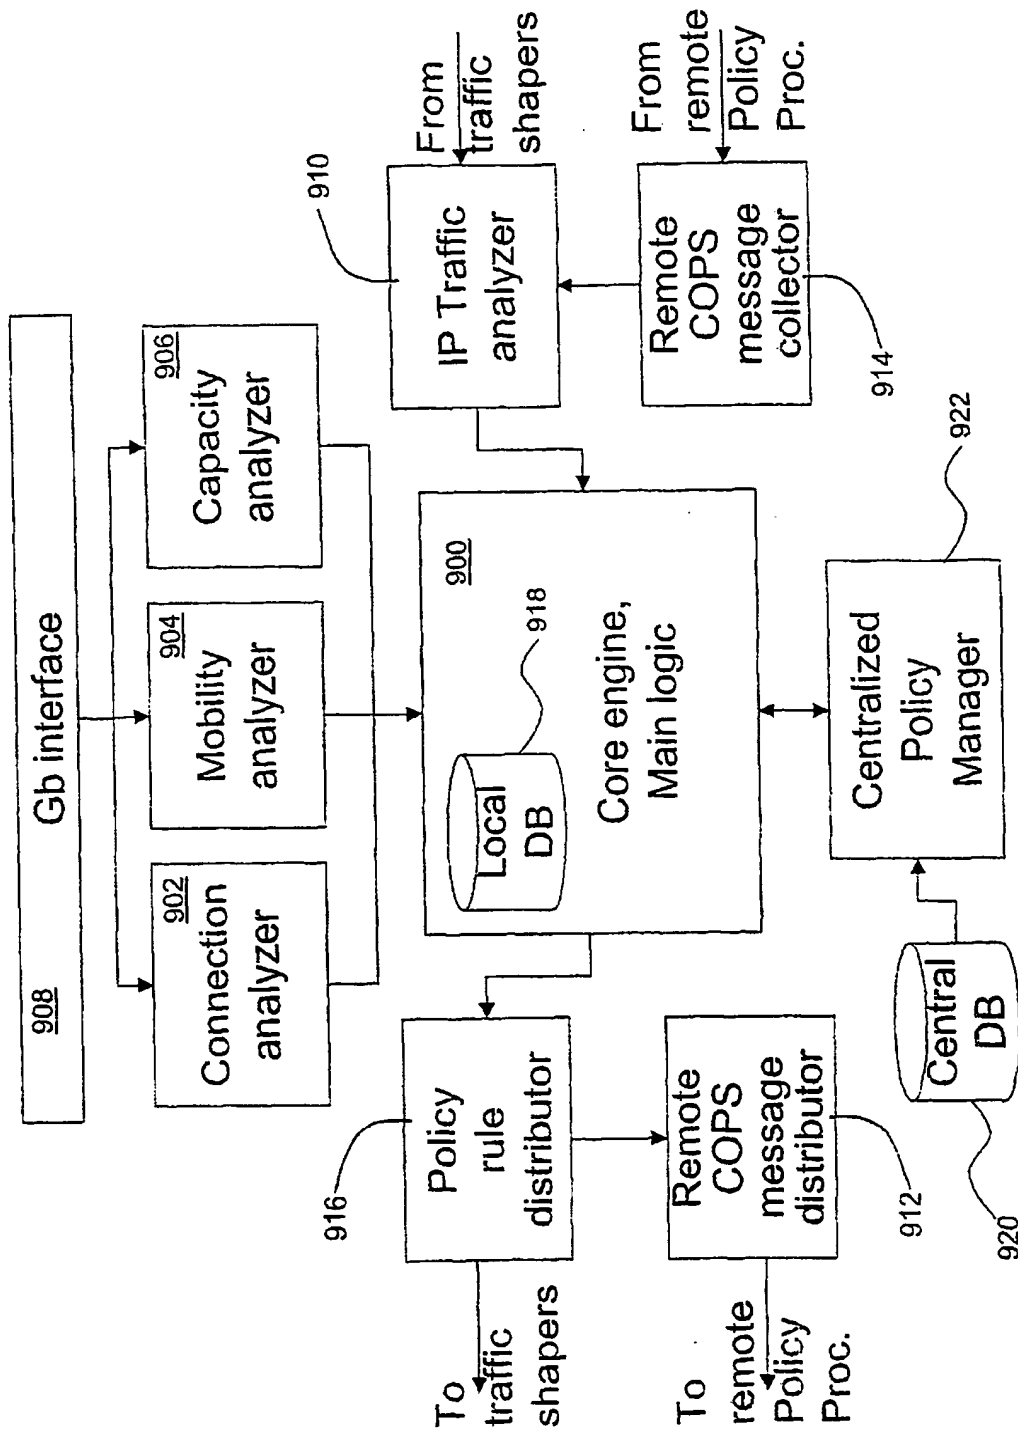 908
Gb interface
902
Connection
analyzer
904
Mobility
analyzer
906
Capacity
analyzer
916
Policy
rule
distributor
To
traffic
shapers
900
918
Local
DB
Core engine,
Main logic
910
IP Traffic
analyzer
From
traffic
shapers
Remote
COPS
message
distributor
912
To
remote
Policy
Proc.
Remote
COPS
message
collector
914
From
remote
Policy
Proc.
Central
DB
920
Centralized
Policy
Manager
922